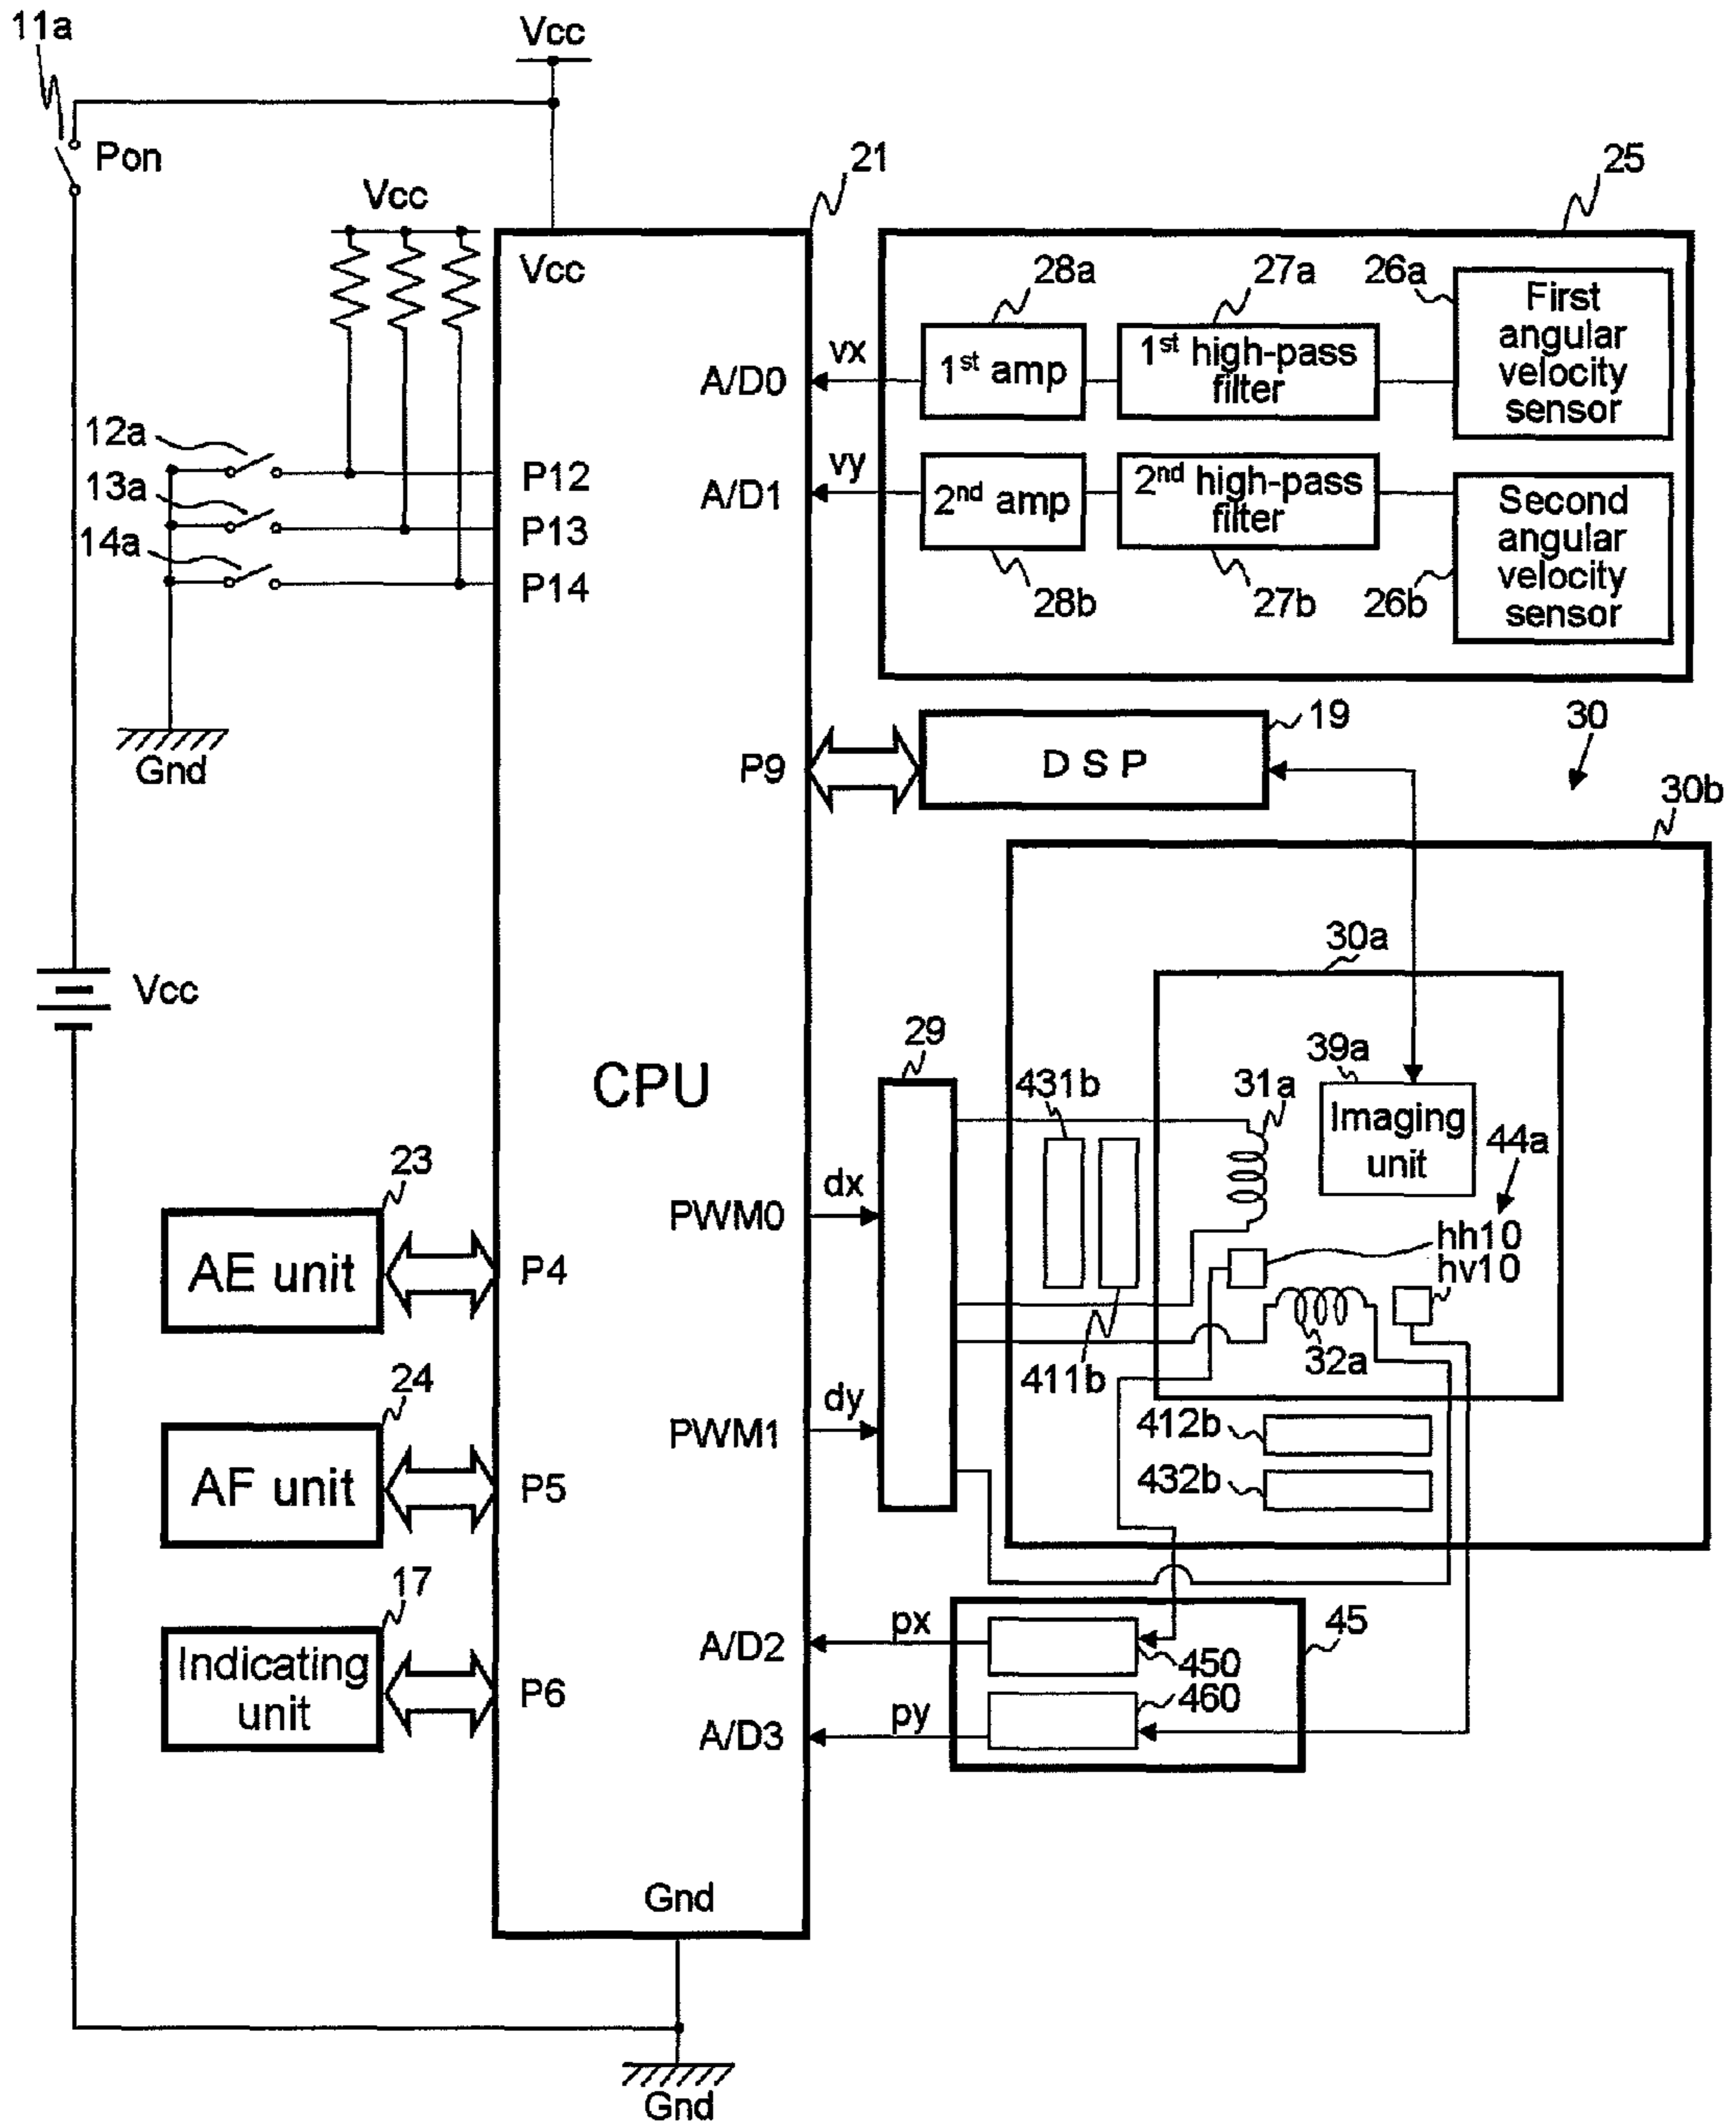 11a
Vcc
Pon
21
25
Vcc
Vcc
28a
27a
26a
First
angular
velocity
sensor
vx
1st amp
1st high-pass
filter
A/D0
12a
P12
vy
A/D1
2nd amp
2nd high-pass
filter
Second
angular
velocity
sensor
13a
P13
14a
P14
28b
27b
26b
Gnd
P9
DSP
19
30
30b
30a
Vcc
CPU
29
431b
31a
39a
Imaging
unit
44a
23
AE unit
P4
PWM0
dx
hh10
hv10
411b
32a
24
AF unit
P5
PWM1
dy
412b
432b
17
Indicating
unit
P6
A/D2
px
450
45
A/D3
py
460
Gnd
Gnd